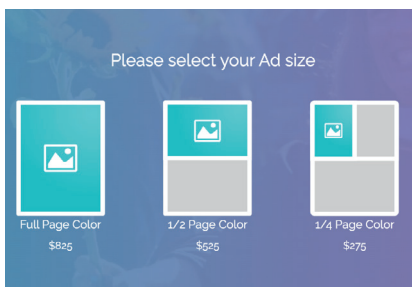 Please select your Ad size
Full Page Color
$825
1/2 Page Color
$525
1/4 Page Color
$275